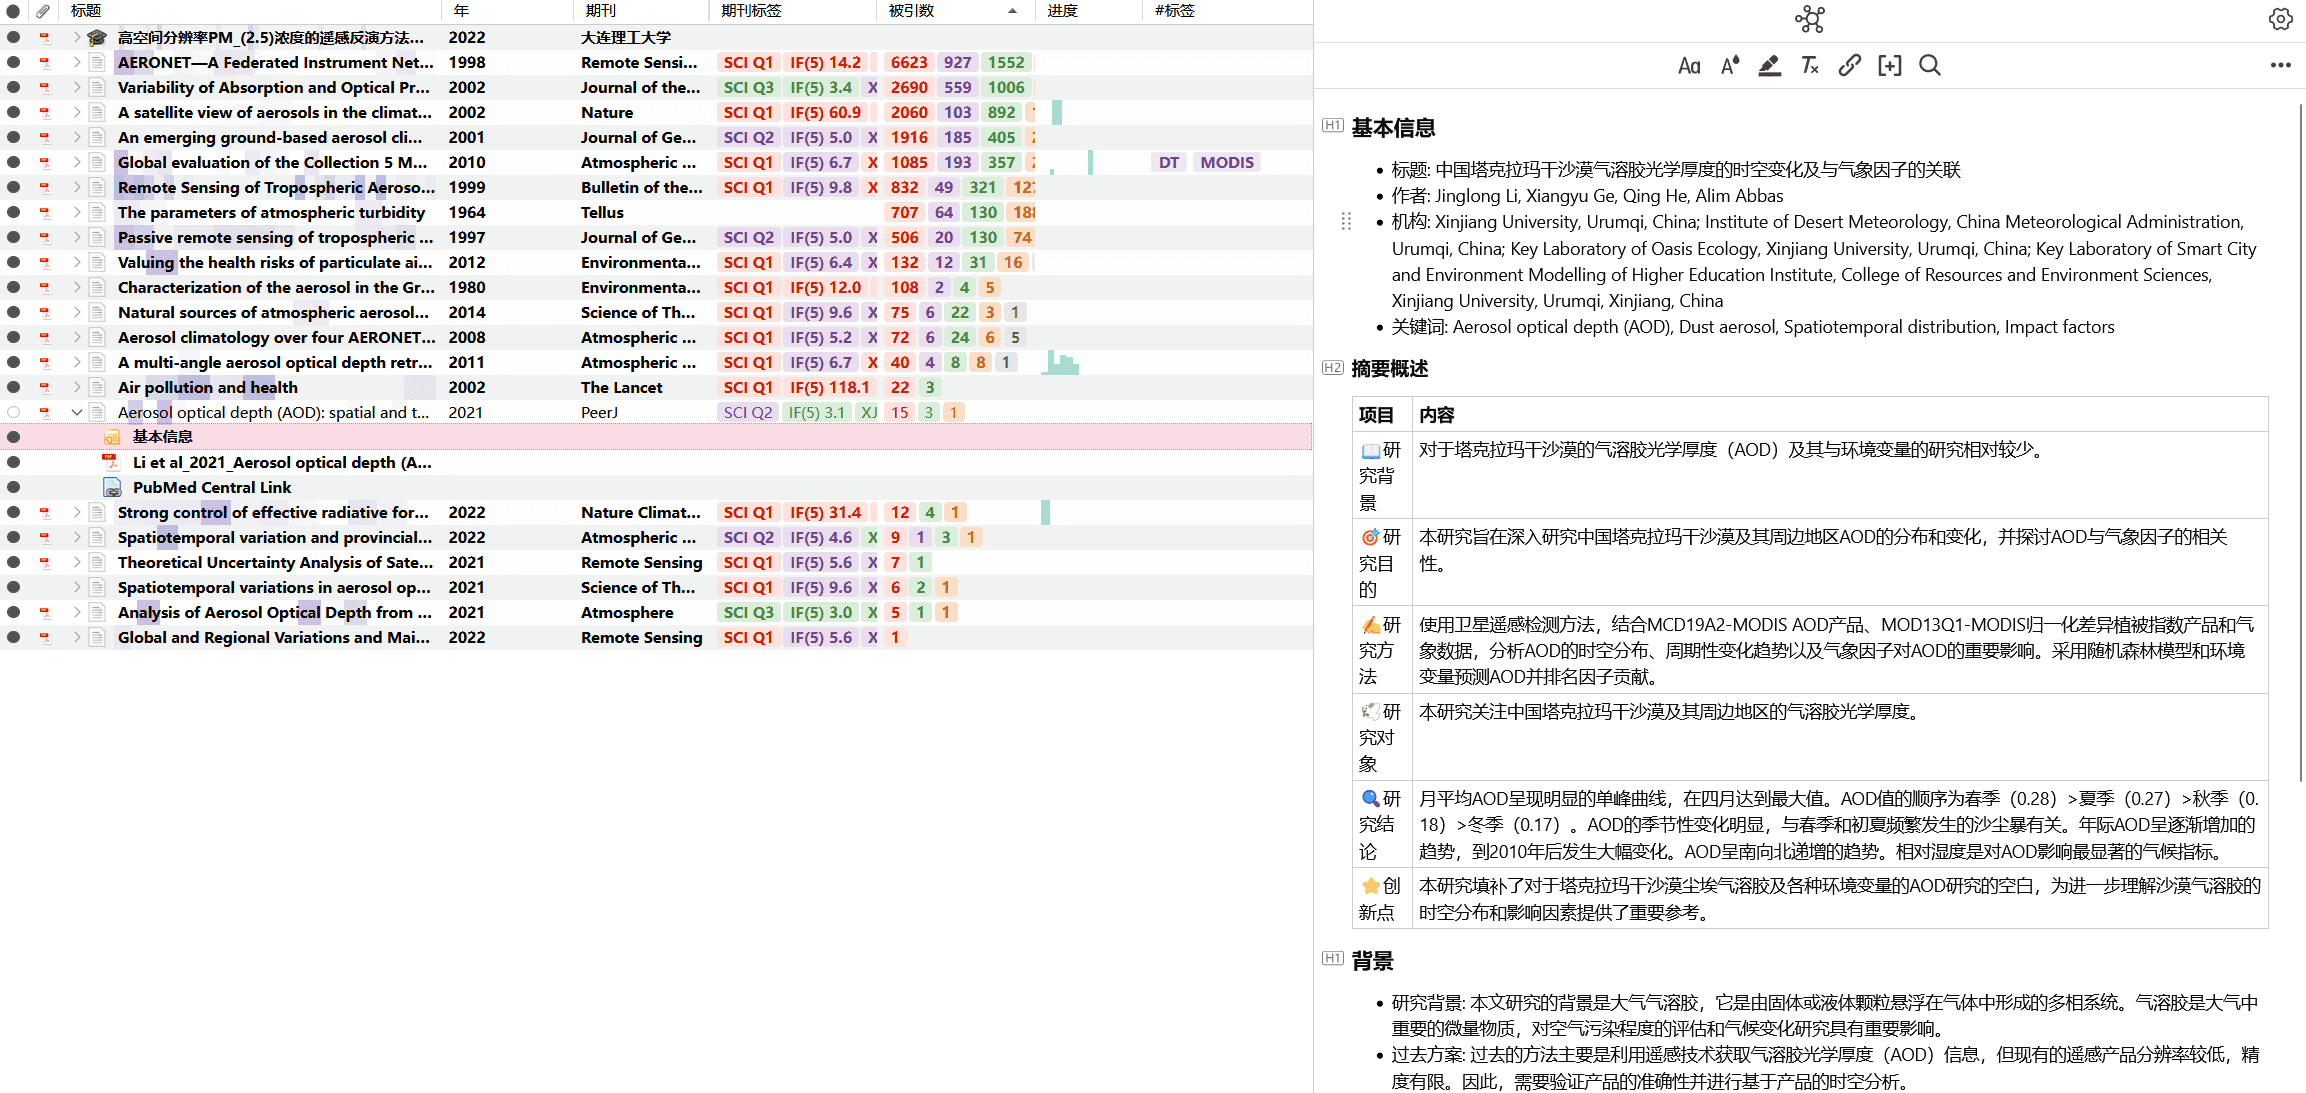 标题 年 期刊 期刊标签 被引数 进度 #标签
高空间分辨率PM_(2.5)浓度的遥感反演方法... 2022 大连理工大学
AERONET—A Federated Instrument Net... 1998 Remote Sensi... SCI Q1 IF(5) 14.2 6623 927 1552
Variability of Absorption and Optical Pr... 2002 Journal of the... SCI Q3 IF(5) 3.4 X 2690 559 1006
A satellite view of aerosols in the climat... 2002 Nature SCI Q1 IF(5) 60.9 2060 103 892
An emerging ground-based aerosol cli... 2001 Journal of Ge... SCI Q2 IF(5) 5.0 X 1916 185 405
Global evaluation of the Collection 5 M... 2010 Atmospheric ... SCI Q1 IF(5) 6.7 X 1085 193 357 DT MODIS
Remote Sensing of Tropospheric Aeroso... 1999 Bulletin of the... SCI Q1 IF(5) 9.8 X 832 49 321 127
The parameters of atmospheric turbidity 1964 Tellus 707 64 130 188
Passive remote sensing of tropospheric ... 1997 Journal of Ge... SCI Q2 IF(5) 5.0 X 506 20 130 74
Valuing the health risks of particulate ai... 2012 Environmenta... SCI Q1 IF(5) 6.4 X 132 12 31 16
Characterization of the aerosol in the Gr... 1980 Environmenta... SCI Q1 IF(5) 12.0 108 2 4 5
Natural sources of atmospheric aerosol... 2014 Science of Th... SCI Q1 IF(5) 9.6 X 75 6 22 3 1
Aerosol climatology over four AERONET... 2008 Atmospheric ... SCI Q1 IF(5) 5.2 X 72 6 24 6 5
A multi-angle aerosol optical depth retr... 2011 Atmospheric ... SCI Q1 IF(5) 6.7 X 40 4 8 8 1
Air pollution and health 2002 The Lancet SCI Q1 IF(5) 118.1 22 3
Aerosol optical depth (AOD): spatial and t... 2021 PeerJ SCI Q2 IF(5) 3.1 XJ 15 3 1
基本信息
Li et al_2021_Aerosol optical depth (A...
PubMed Central Link
Strong control of effective radiative for... 2022 Nature Climat... SCI Q1 IF(5) 31.4 12 4 1
Spatiotemporal variation and provincial... 2022 Atmospheric ... SCI Q2 IF(5) 4.6 X 9 1 3 1
Theoretical Uncertainty Analysis of Sate... 2021 Remote Sensing SCI Q1 IF(5) 5.6 X 7 1
Spatiotemporal variations in aerosol op... 2021 Science of Th... SCI Q1 IF(5) 9.6 X 6 2 1
Analysis of Aerosol Optical Depth from ... 2021 Atmosphere SCI Q3 IF(5) 3.0 X 5 1 1
Global and Regional Variations and Mai... 2022 Remote Sensing SCI Q1 IF(5) 5.6 X 1
H1 基本信息
• 标题: 中国塔克拉玛干沙漠气溶胶光学厚度的时空变化及与气象因子的关联
• 作者: Jinglong Li, Xiangyu Ge, Qing He, Alim Abbas
• 机构: Xinjiang University, Urumqi, China; Institute of Desert Meteorology, China Meteorological Administration,
Urumqi, China; Key Laboratory of Oasis Ecology, Xinjiang University, Urumqi, China; Key Laboratory of Smart City
and Environment Modelling of Higher Education Institute, College of Resources and Environment Sciences,
Xinjiang University, Urumqi, Xinjiang, China
• 关键词: Aerosol optical depth (AOD), Dust aerosol, Spatiotemporal distribution, Impact factors
H2 摘要概述
项目 内容
📖研究背景
对于塔克拉玛干沙漠的气溶胶光学厚度（AOD）及其与环境变量的研究相对较少。
🎯研究目的
本研究旨在深入研究中国塔克拉玛干沙漠及其周边地区AOD的分布和变化，并探讨AOD与气象因子的相关
性。
✍️研究方法
使用卫星遥感检测方法，结合MCD19A2-MODIS AOD产品、MOD13Q1-MODIS归一化差异植被指数产品和气
象数据，分析AOD的时空分布、周期性变化趋势以及气象因子对AOD的重要影响。采用随机森林模型和环境
变量预测AOD并排名因子贡献。
🕊️研究对象
本研究关注中国塔克拉玛干沙漠及其周边地区的气溶胶光学厚度。
🔍研究结论
月平均AOD呈现明显的单峰曲线，在四月达到最大值。AOD值的顺序为春季（0.28）>夏季（0.27）>秋季（0.
18）>冬季（0.17）。AOD的季节性变化明显，与春季和初夏频繁发生的沙尘暴有关。年际AOD呈逐渐增加的
趋势，到2010年后发生大幅变化。AOD呈南向北递增的趋势。相对湿度是对AOD影响最显著的气候指标。
⭐创新点
本研究填补了对于塔克拉玛干沙漠尘埃气溶胶及各种环境变量的AOD研究的空白，为进一步理解沙漠气溶胶的
时空分布和影响因素提供了重要参考。
H1 背景
• 研究背景: 本文研究的背景是大气气溶胶，它是由固体或液体颗粒悬浮在气体中形成的多相系统。气溶胶是大气中
重要的微量物质，对空气污染程度的评估和气候变化研究具有重要影响。
• 过去方案: 过去的方法主要是利用遥感技术获取气溶胶光学厚度（AOD）信息，但现有的遥感产品分辨率较低，精
度有限。因此，需要验证产品的准确性并进行基于产品的时空分析。